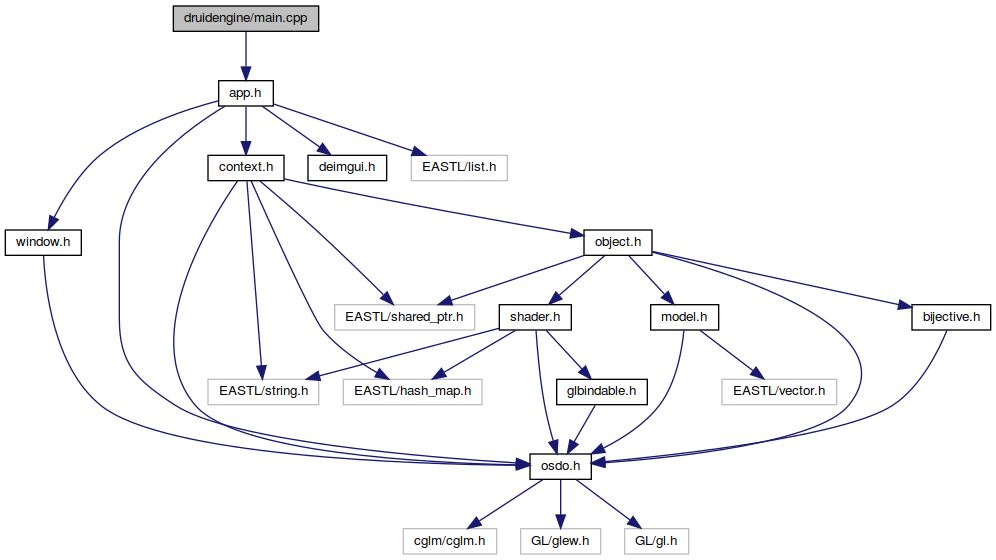 druidengine/main.cpp
app.h
context.h
deimgui.h
EASTL/list.h
window.h
object.h
EASTL/shared_ptr.h
shader.h
model.h
bijective.h
EASTL/string.h
EASTL/hash_map.h
glbindable.h
EASTL/vector.h
osdo.h
cglm/cglm.h
GL/glew.h
GL/gl.h